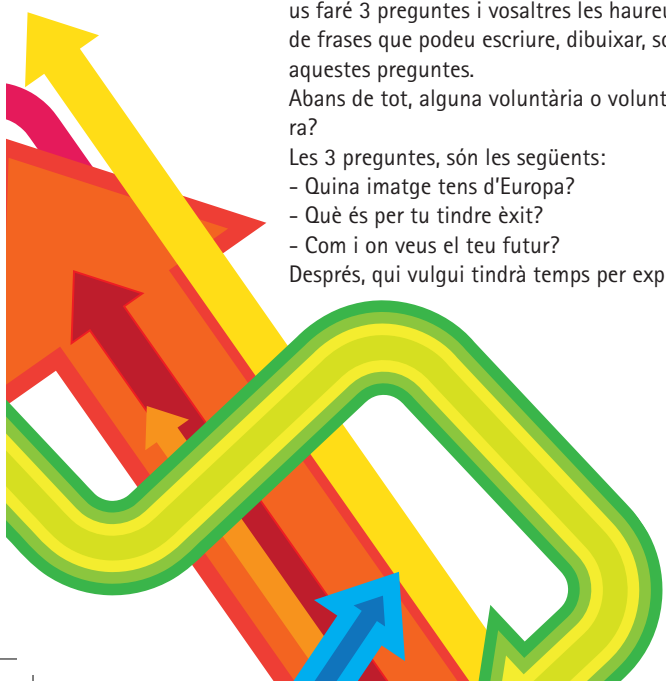 us faré 3 preguntes i vosaltres les haureu
de frases que podeu escriure, dibuixar,
aquestes preguntes.
Abans de tot, alguna voluntària o
ra?
Les 3 preguntes, són les següents:
- Quina imatge tens d'Europa?
- Què és per tu tindre èxit?
- Com i on veus el teu futur?
Després, qui vulgui tindrà temps per